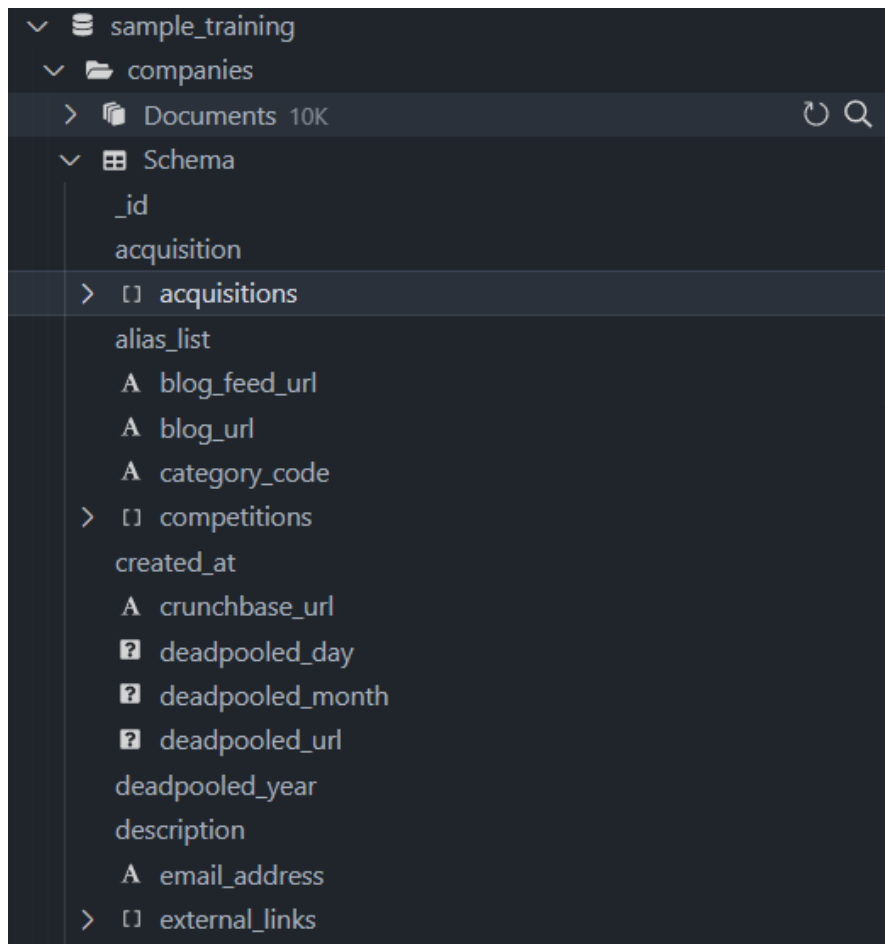 sample_training
companies
Documents 10K
Schema
_id
acquisition
[] acquisitions
alias_list
A blog_feed_url
A blog_url
A category_code
[] competitions
created_at
A crunchbase_url
? deadpooled_day
? deadpooled_month
? deadpooled_url
deadpooled_year
description
A email_address
[] external_links